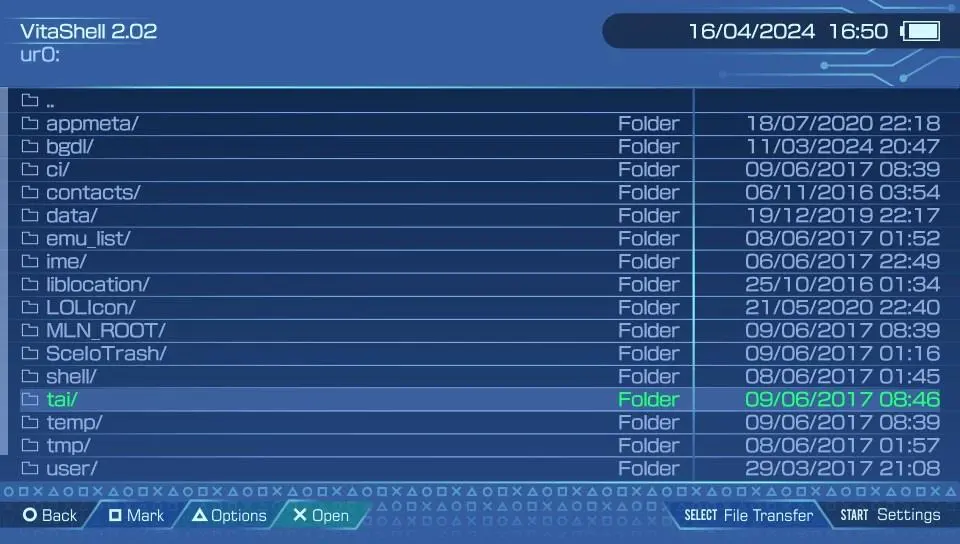 VitaShell 2.02
16/04/2024 16:50
ur0:
..
appmeta/ Folder 18/07/2020 22:18
bgdl/ Folder 11/03/2024 20:47
ci/ Folder 09/06/2017 08:39
contacts/ Folder 06/11/2016 03:54
data/ Folder 19/12/2019 22:17
emu_list/ Folder 08/06/2017 01:52
ime/ Folder 06/06/2017 22:49
liblocation/ Folder 25/10/2016 01:34
LOLIcon/ Folder 21/05/2020 22:40
MLN_ROOT/ Folder 09/06/2017 08:39
SceIoTrash/ Folder 09/06/2017 01:16
shell/ Folder 08/06/2017 01:45
tai/ Folder 09/06/2017 08:46
temp/ Folder 09/06/2017 08:39
tmp/ Folder 08/06/2017 01:57
user/ Folder 29/03/2017 21:08
Back Mark Options Open SELECT File Transfer START Settings